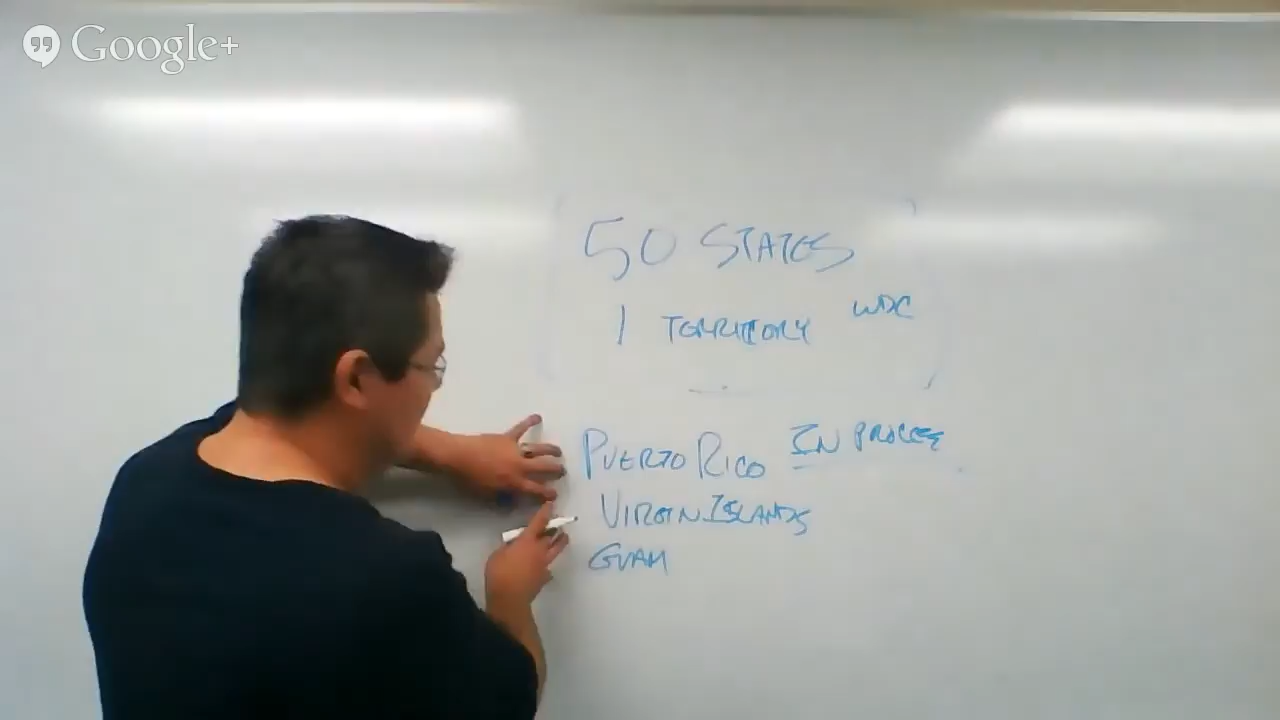 Google+
50 STATES
1 TERRITORY WDC
PUERTO RICO IN PROCESS
VIRGIN ISLANDS
GUAM